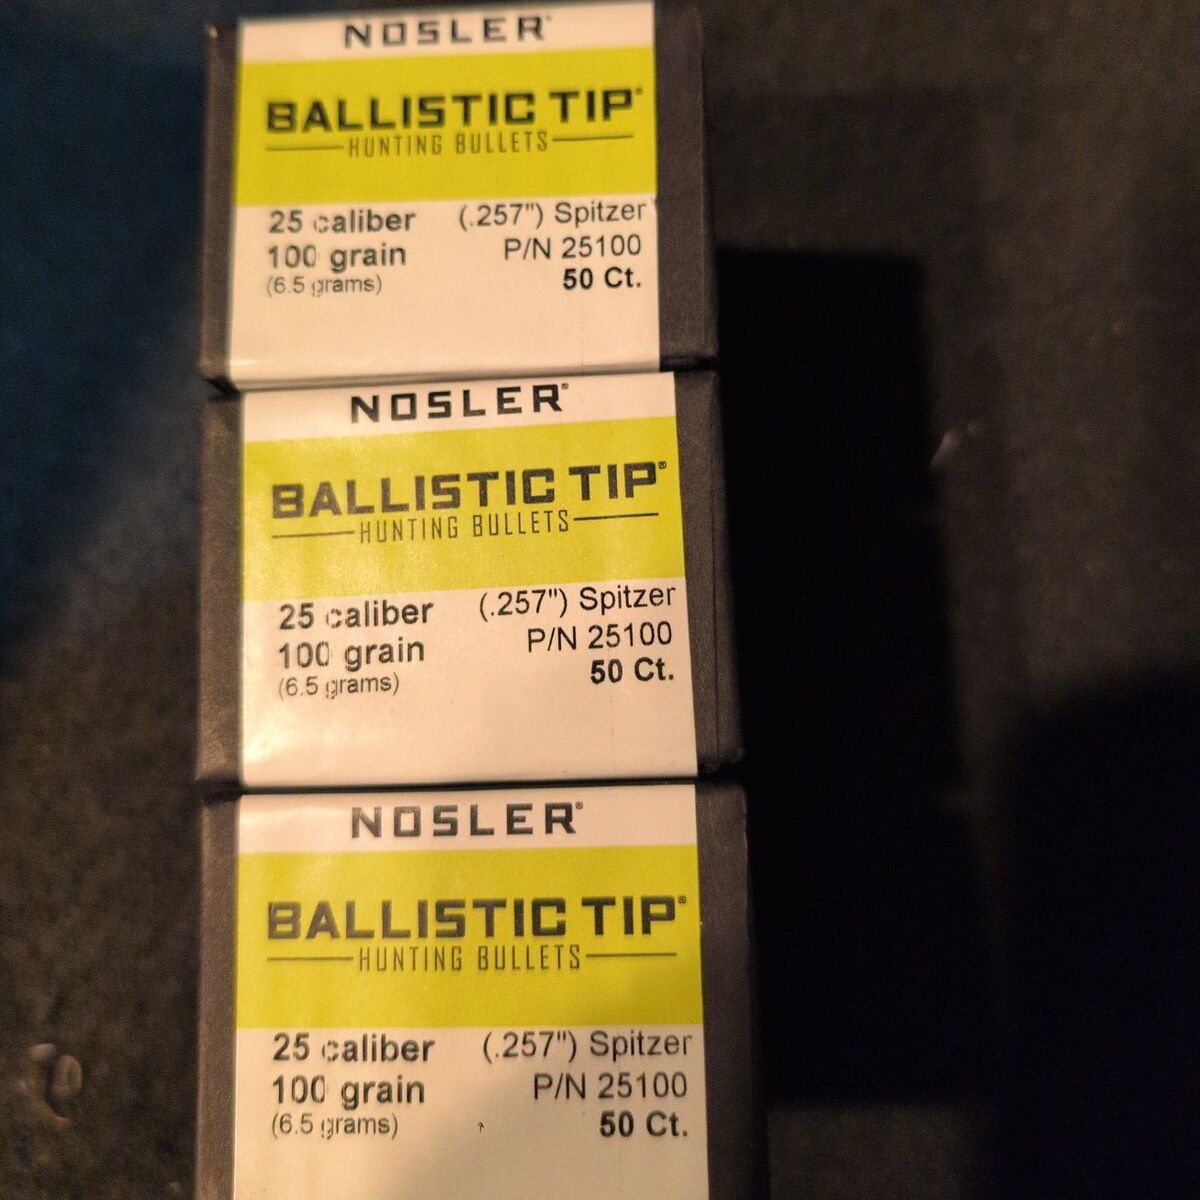 NOSLER®
BALLISTIC TIP®
HUNTING BULLETS
25 caliber (.257") Spitzer
100 grain P/N 25100
(6.5 grams) 50 Ct.
NOSLER®
BALLISTIC TIP®
HUNTING BULLETS
25 caliber (.257") Spitzer
100 grain P/N 25100
(6.5 grams) 50 Ct.
NOSLER®
BALLISTIC TIP®
HUNTING BULLETS
25 caliber (.257") Spitzer
100 grain P/N 25100
(6.5 grams) 50 Ct.